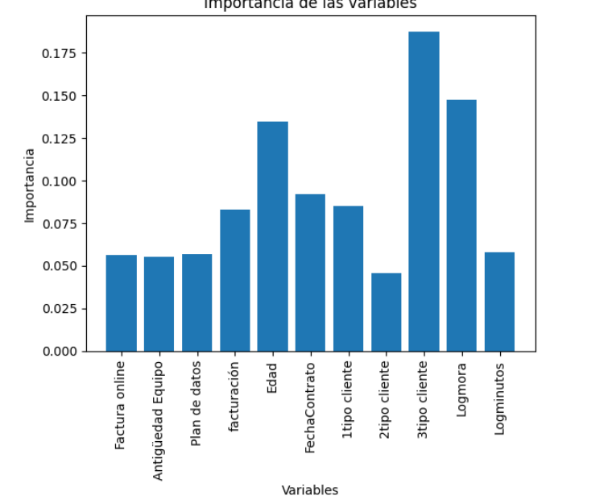 Importancia de las variables
0.175
0.150
0.125
0.100
0.075
0.050
0.025
0.000
Importancia
Factura online
Antigüedad Equipo
Plan de datos
facturación
Edad
FechaContrato
1tipo cliente
2tipo cliente
3tipo cliente
Logmora
Logminutos
Variables